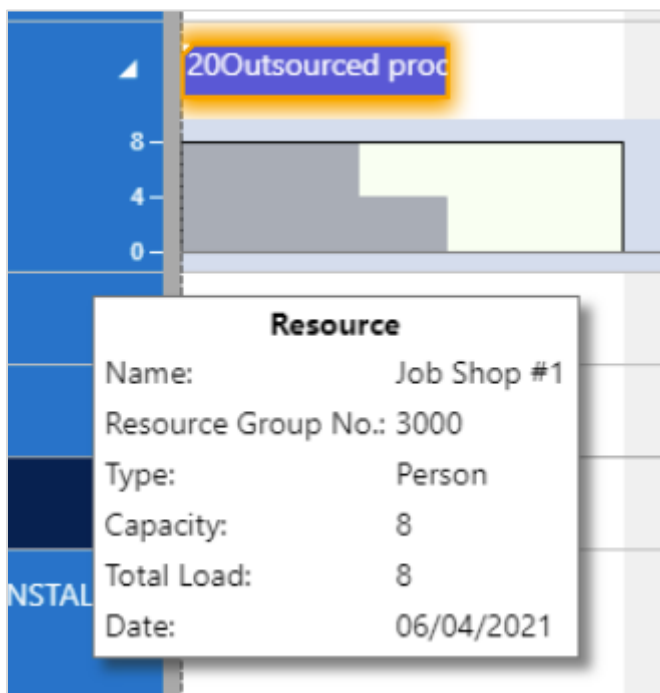 20Outsourced proc
8
4
0
Resource
Name: Job Shop #1
Resource Group No.: 3000
Type: Person
Capacity: 8
Total Load: 8
Date: 06/04/2021
NSTAL